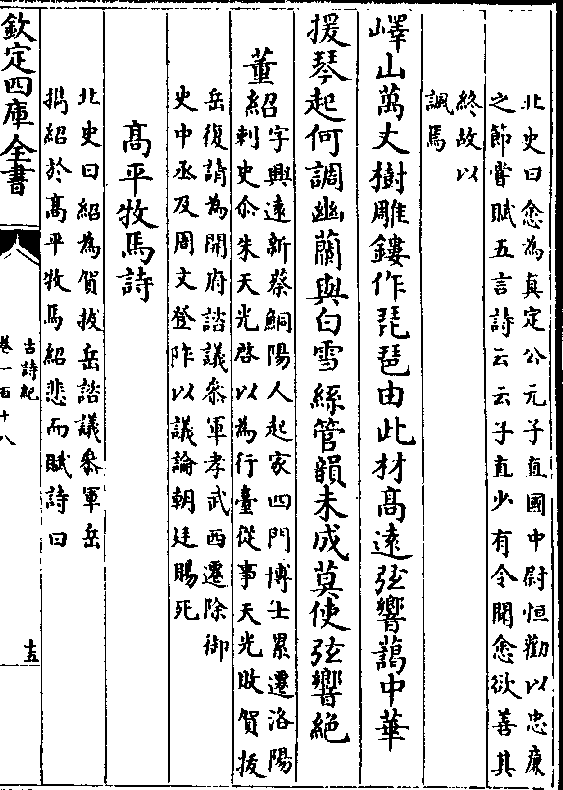 北史曰悆為真定公元子直國中尉恒勸以忠廉
之節嘗賦五言詩云云子直少有令聞悆欲善其
終故以
諷焉
嶧山萬丈樹雕鏤作琵琶由此材高遠弦響藹中華
援琴起何調幽蘭與白雪絲管韻未成莫使弦響絶
董紹字興遠新蔡鮦陽人起家四門博士累遷洛陽
刺史尒朱天光啓以為行臺從事天光敗賀拔
岳復請為開府諮議叅軍孝武西遷除御
史中丞及周文登阼以議論朝廷賜死
高平牧馬詩
北史曰紹為賀拔岳諮議叅軍岳
携紹於高平牧馬紹悲而賦詩曰
欽定四庫全書
古詩紀
卷一百十八
十五